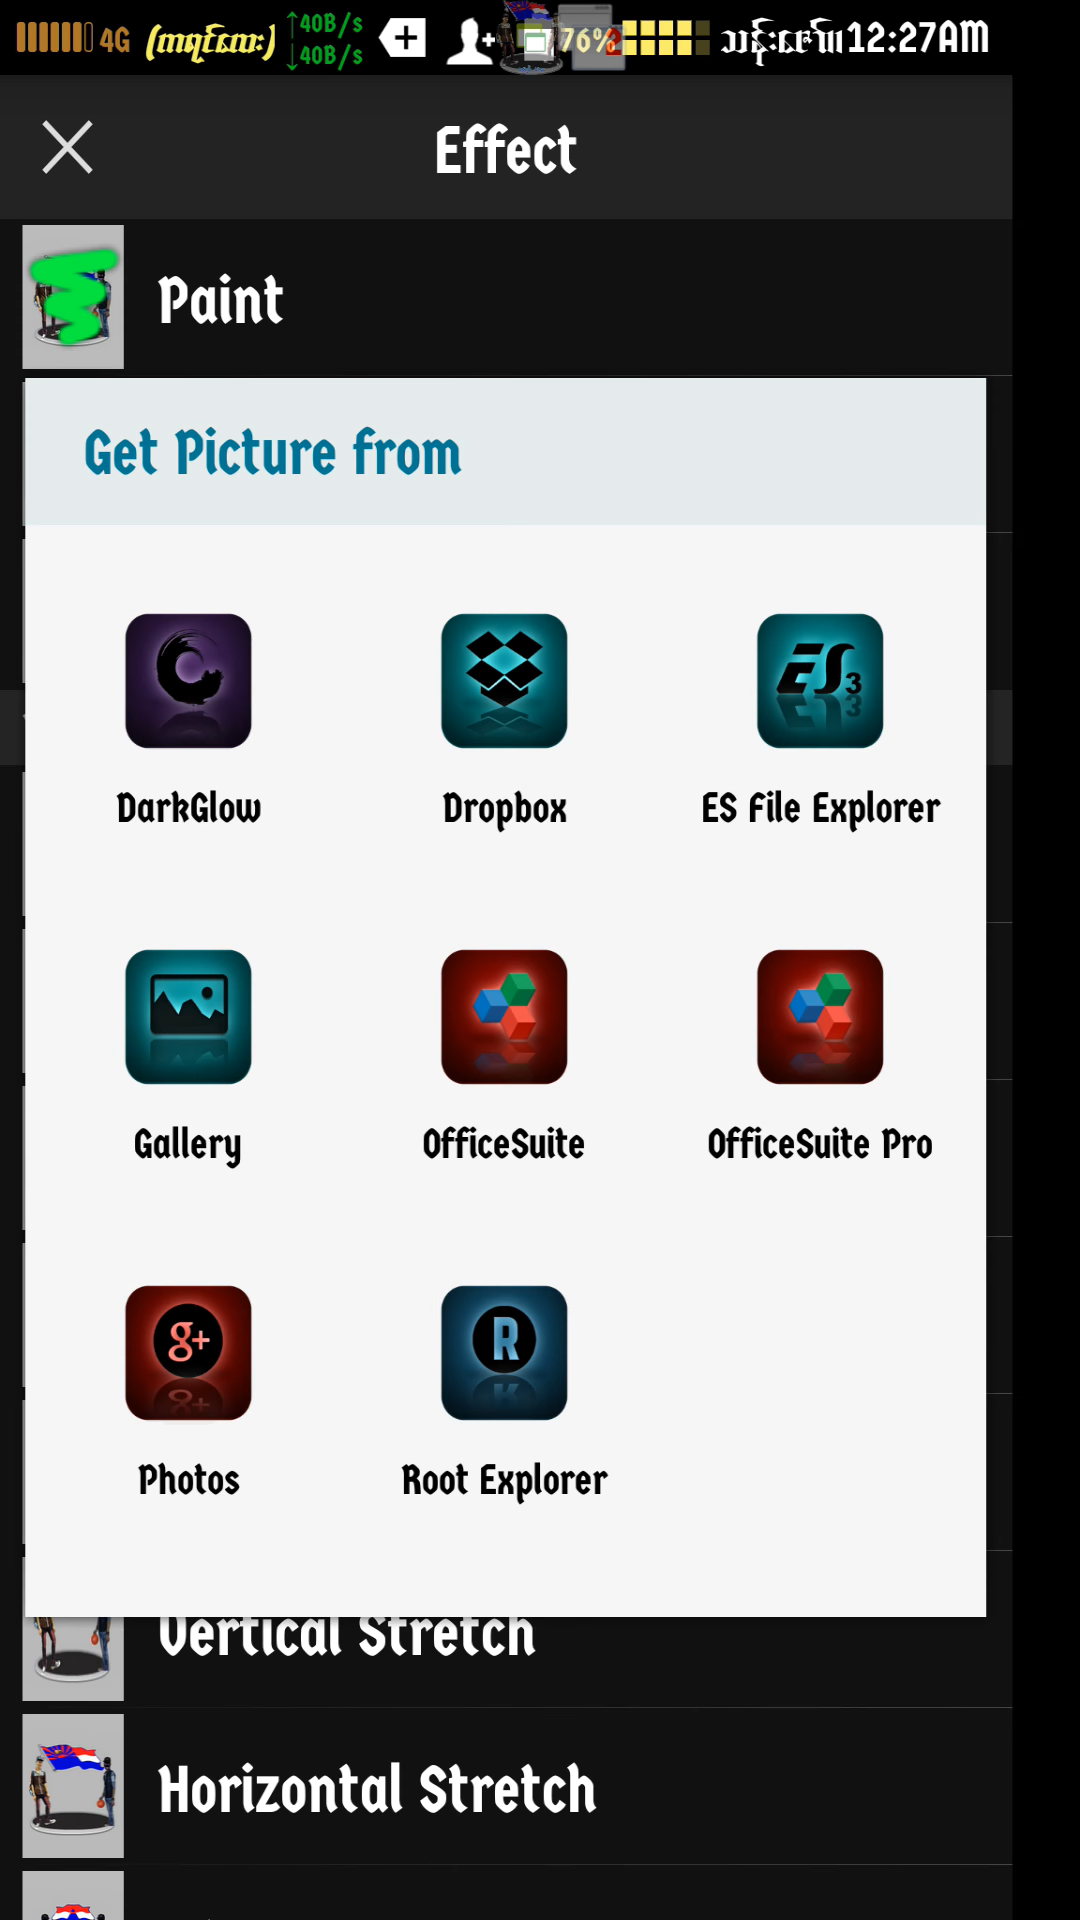 4G
40B/s
40B/s
76%
12:27AM
Effect
Paint
Get Picture from
ES3
DarkGlow
Dropbox
ES File Explorer
Gallery
OfficeSuite
OfficeSuite Pro
g+
R
Photos
Root Explorer
Vertical Stretch
Horizontal Stretch